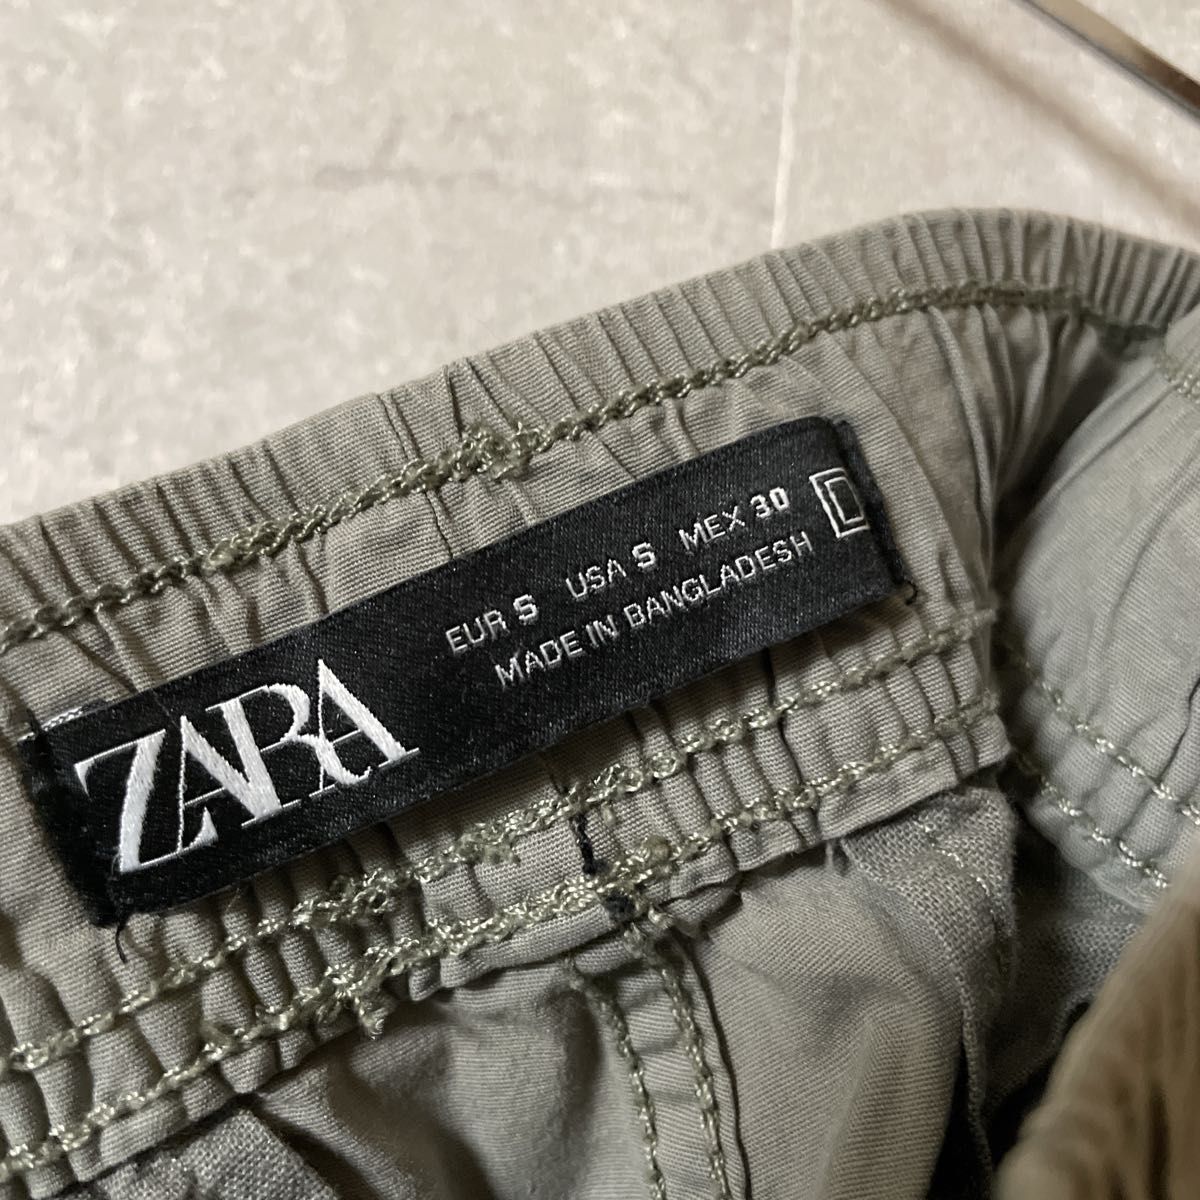 ZARA
EUR S USA S MEX 30
MADE IN BANGLADESH
D